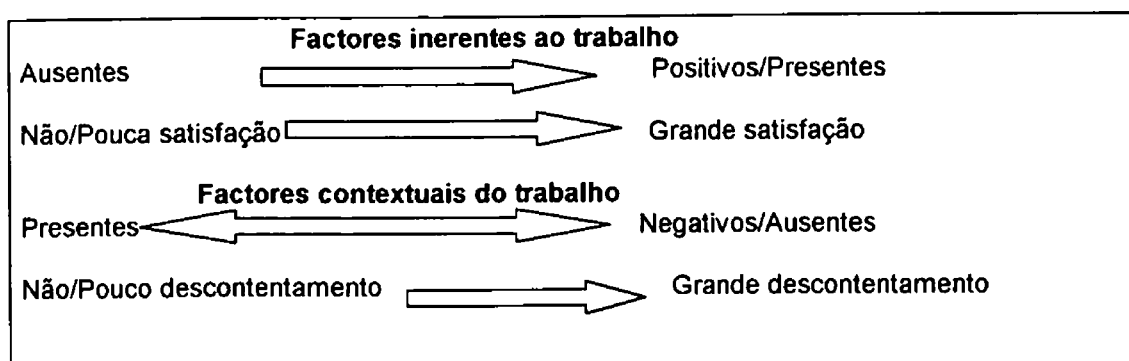 Factores inerentes ao trabalho
Ausentes Positivos/Presentes
Não/Pouca satisfação Grande satisfação
Factores contextuais do trabalho
Presentes Negativos/Ausentes
Não/Pouco descontentamento Grande descontentamento